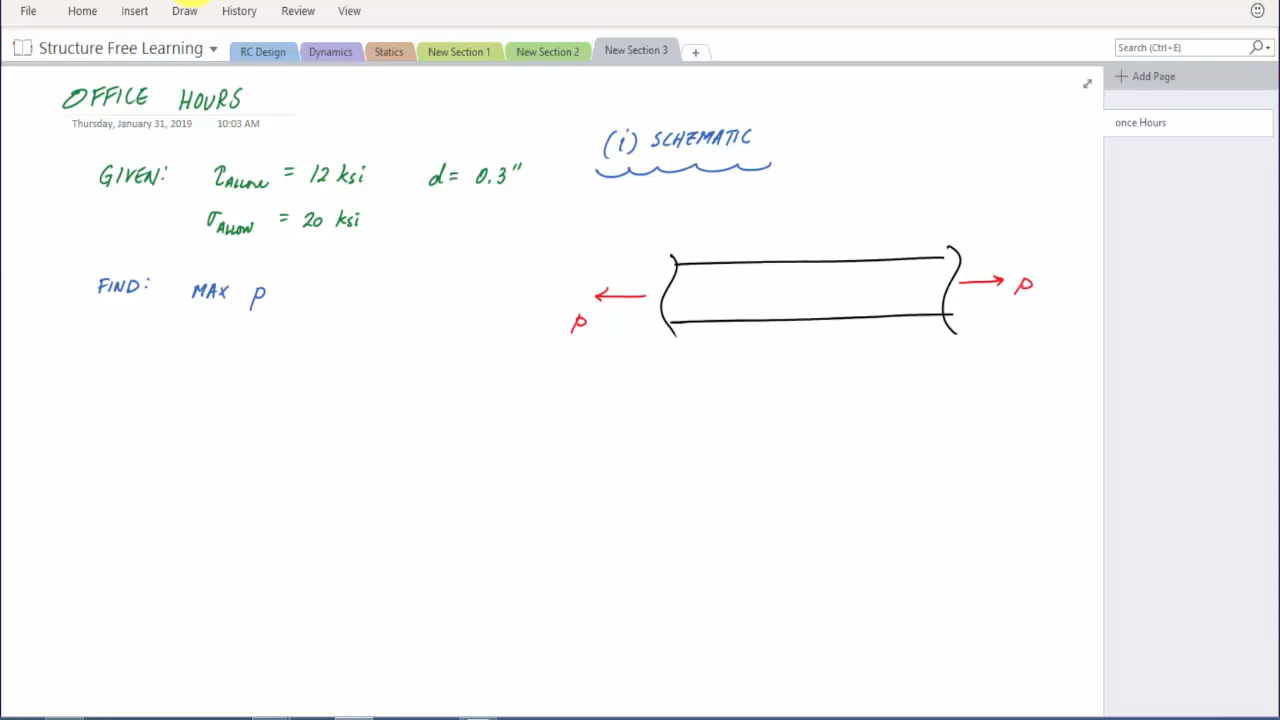 File Home Insert Draw History Review View
Structure Free Learning
RC Design Dynamics Statics New Section 1 New Section 2 New Section 3 +
Search (Ctrl+E)
Add Page
once Hours
OFFICE HOURS
Thursday, January 31, 2019 10:03 AM
(i) SCHEMATIC
GIVEN: τALLOW = 12 ksi d = 0.3"
σALLOW = 20 ksi
FIND: MAX P
P
P